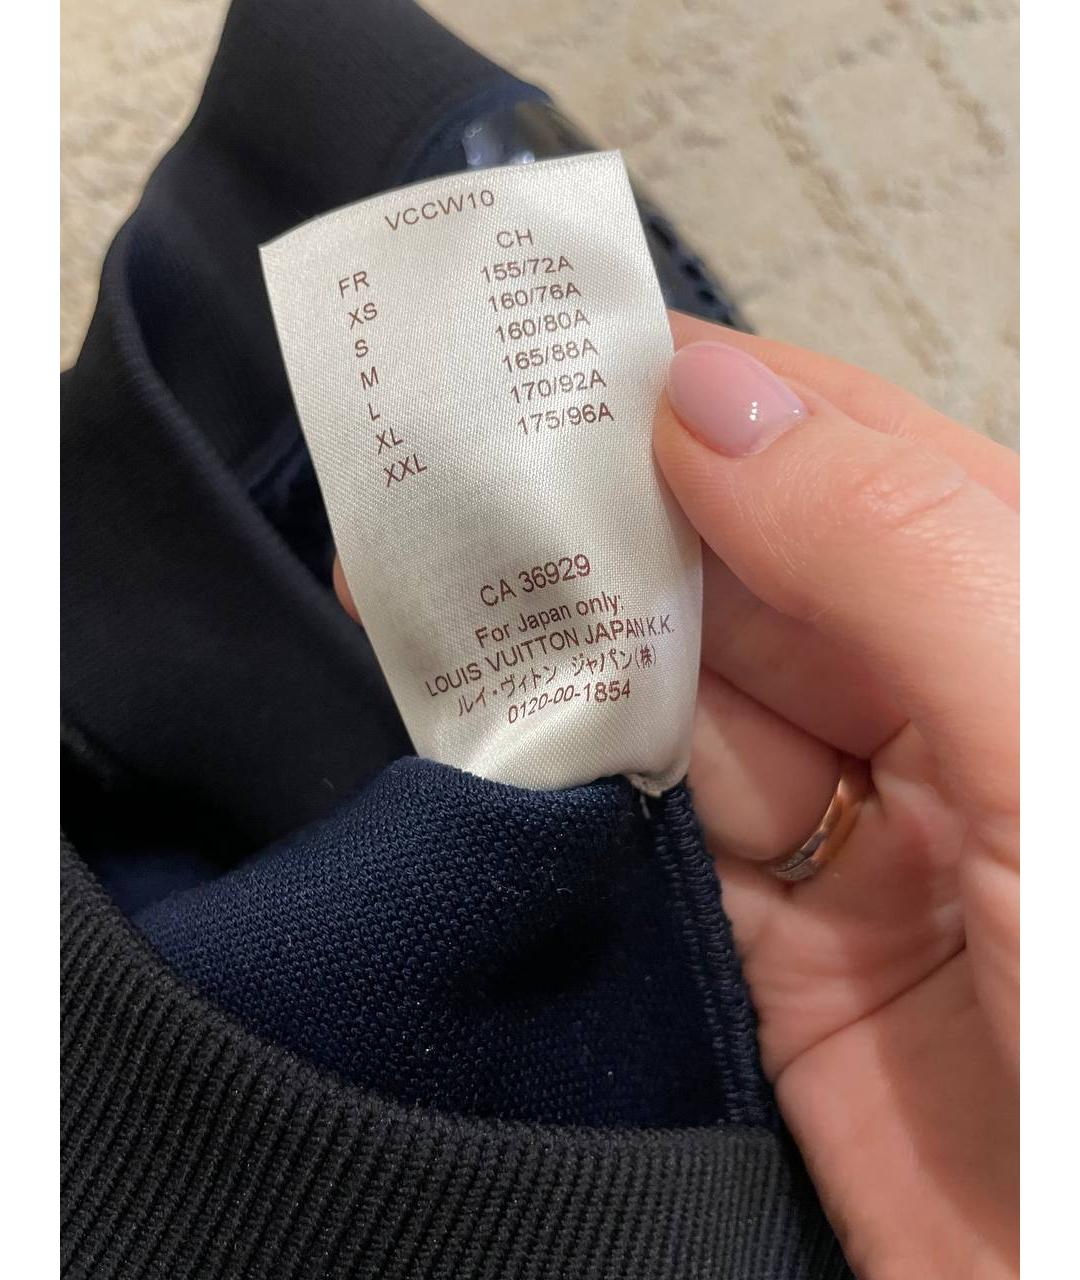 VCCW10
FR CH
XS 155/72A
S 160/76A
M 160/80A
L 165/88A
XL 170/92A
XXL 175/96A
CA 36929
For Japan only:
LOUIS VUITTON JAPAN K.K.
ルイ・ヴィトン ジャパン(株)
0120-00-1854